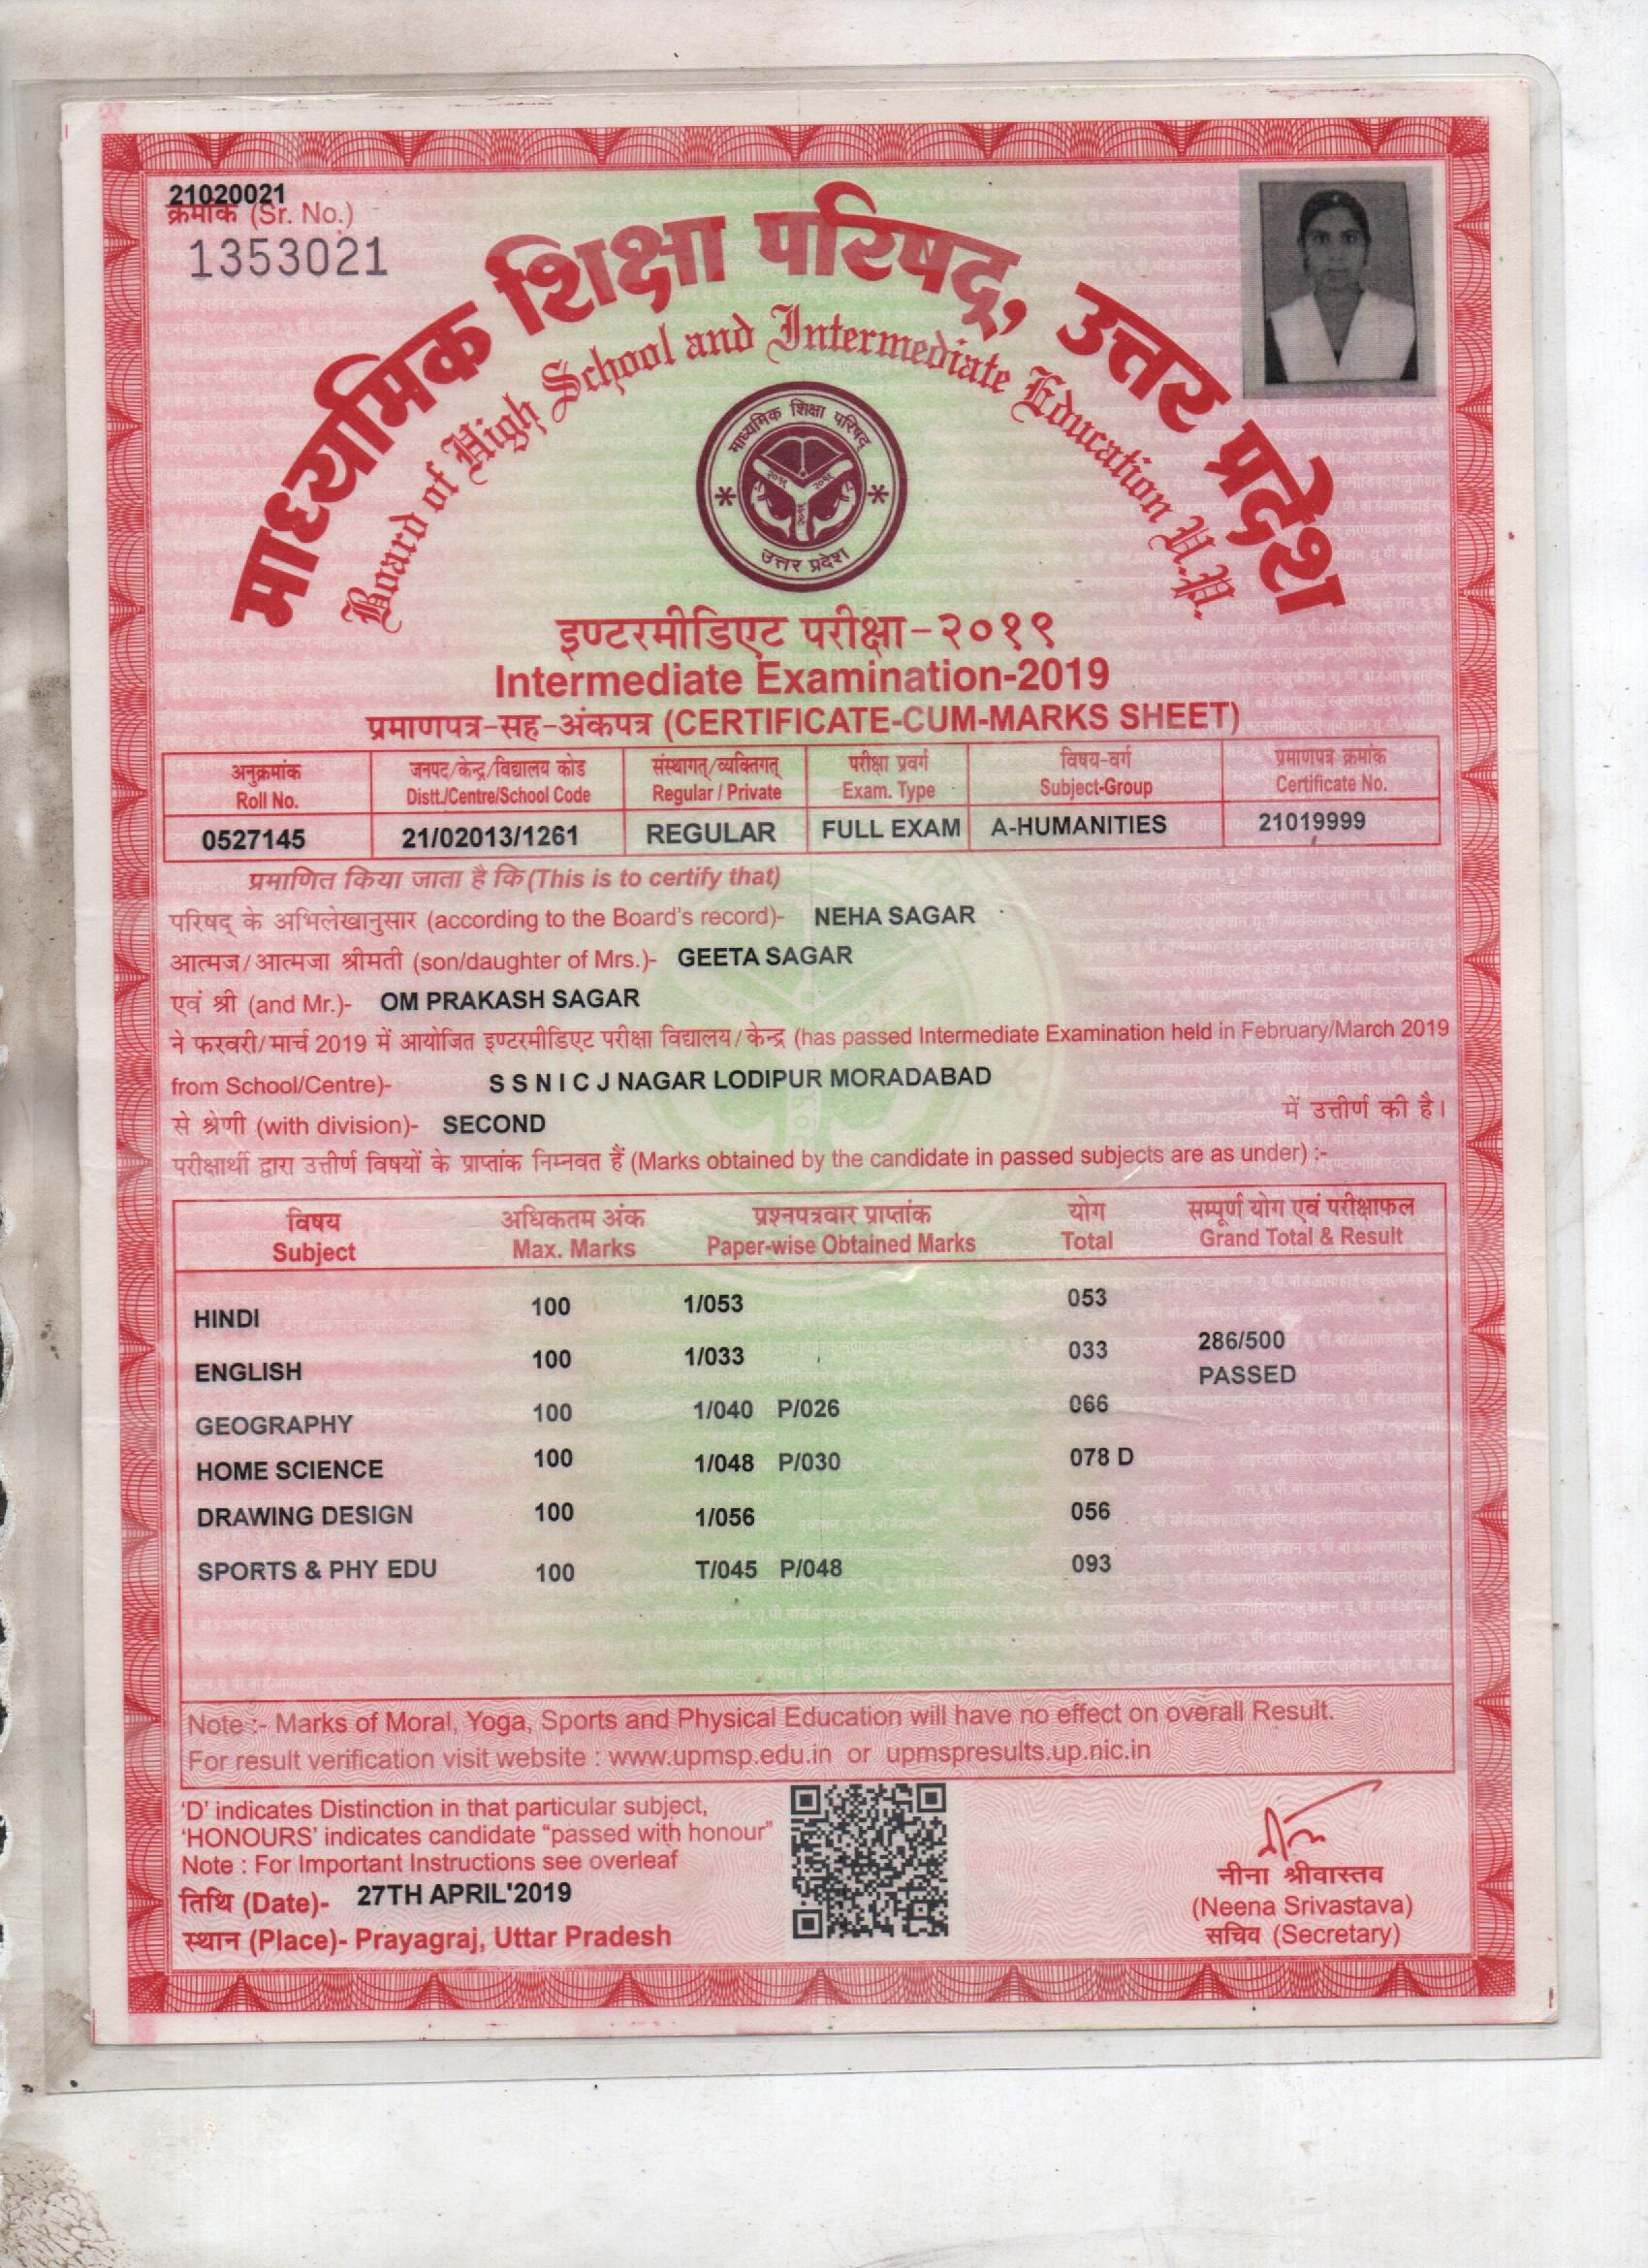 21020021
क्रमांक (Sr. No.)
1353021
माध्यमिक शिक्षा परिषद्, उत्तर प्रदेश
Board of High School and Intermediate Education U.P.
माध्यमिक शिक्षा परिषद्
उत्तर प्रदेश
इण्टरमीडिएट परीक्षा-२०१९
Intermediate Examination-2019
प्रमाणपत्र-सह-अंकपत्र (CERTIFICATE-CUM-MARKS SHEET)
अनुक्रमांक जनपद/केन्द्र/विद्यालय कोड संस्थागत्/व्यक्तिगत् परीक्षा प्रवर्ग विषय-वर्ग प्रमाणपत्र क्रमांक
Roll No. Distt./Centre/School Code Regular / Private Exam. Type Subject-Group Certificate No.
0527145 21/02013/1261 REGULAR FULL EXAM A-HUMANITIES 21019999
प्रमाणित किया जाता है कि (This is to certify that)
परिषद् के अभिलेखानुसार (according to the Board's record)- NEHA SAGAR
आत्मज/आत्मजा श्रीमती (son/daughter of Mrs.)- GEETA SAGAR
एवं श्री (and Mr.)- OM PRAKASH SAGAR
ने फरवरी/मार्च 2019 में आयोजित इण्टरमीडिएट परीक्षा विद्यालय/केन्द्र (has passed Intermediate Examination held in February/March 2019
from School/Centre)- S S N I C J NAGAR LODIPUR MORADABAD
से श्रेणी (with division)- SECOND में उत्तीर्ण की है।
परीक्षार्थी द्वारा उत्तीर्ण विषयों के प्राप्तांक निम्नवत हैं (Marks obtained by the candidate in passed subjects are as under) :-
विषय अधिकतम अंक प्रश्नपत्रवार प्राप्तांक योग सम्पूर्ण योग एवं परीक्षाफल
Subject Max. Marks Paper-wise Obtained Marks Total Grand Total & Result
HINDI 100 1/053 053
ENGLISH 100 1/033 033 286/500
PASSED
GEOGRAPHY 100 1/040 P/026 066
HOME SCIENCE 100 1/048 P/030 078 D
DRAWING DESIGN 100 1/056 056
SPORTS & PHY EDU 100 T/045 P/048 093
Note :- Marks of Moral, Yoga, Sports and Physical Education will have no effect on overall Result.
For result verification visit website : www.upmsp.edu.in or upmspresults.up.nic.in
'D' indicates Distinction in that particular subject,
'HONOURS' indicates candidate "passed with honour"
Note : For Important Instructions see overleaf
तिथि (Date)- 27TH APRIL'2019
स्थान (Place)- Prayagraj, Uttar Pradesh
नीना श्रीवास्तव
(Neena Srivastava)
सचिव (Secretary)